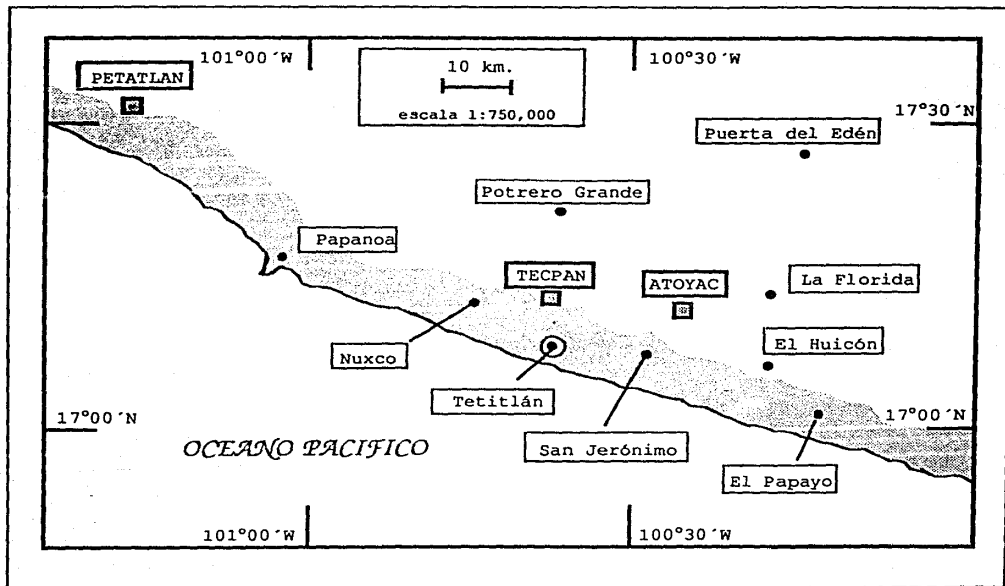 101°00´W
10 km.
escala 1:750,000
100°30´W
PETATLAN
17°30´N
Puerta del Edén
Potrero Grande
Papanoa
TECPAN
ATOYAC
La Florida
El Huicón
Nuxco
Tetitlán
17°00´N
17°00´N
OCEANO PACIFICO
San Jerónimo
El Papayo
101°00´W
100°30´W